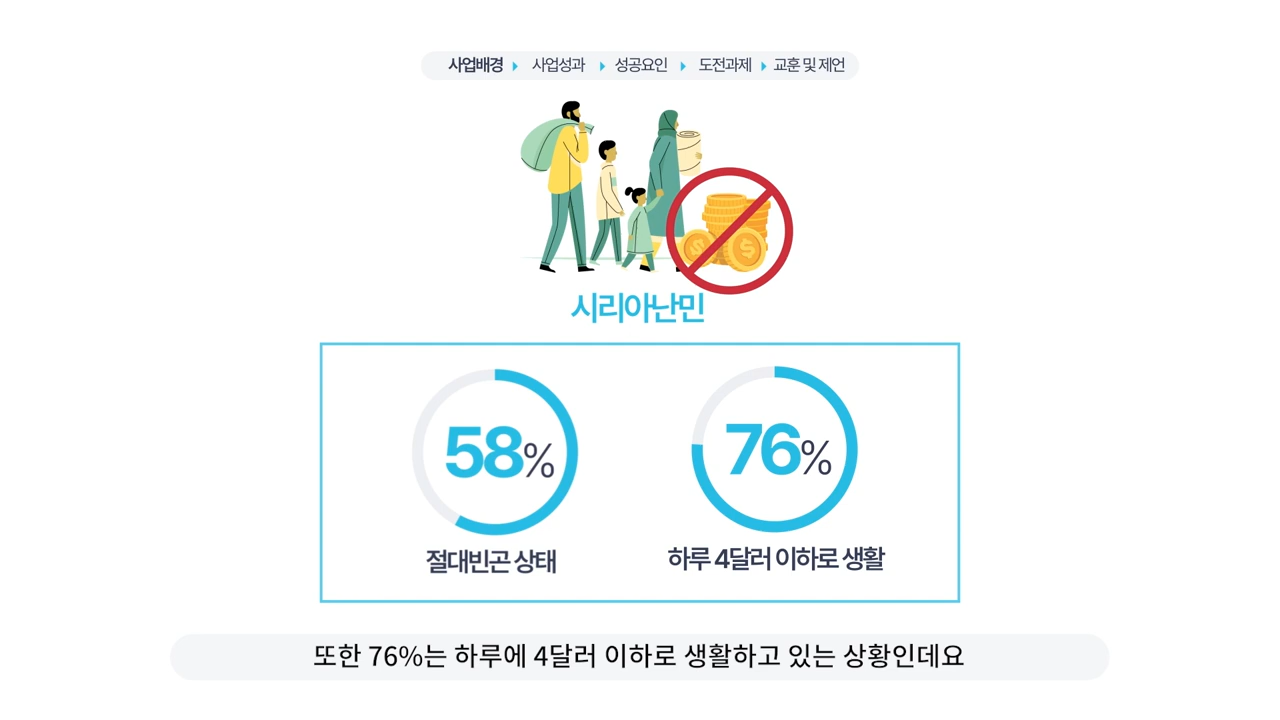 사업배경 ▶ 사업성과 ▶ 성공요인 ▶ 도전과제 ▶ 교훈 및 제언
시리아난민
58%
76%
절대빈곤 상태
하루 4달러 이하로 생활
또한 76%는 하루에 4달러 이하로 생활하고 있는 상황인데요